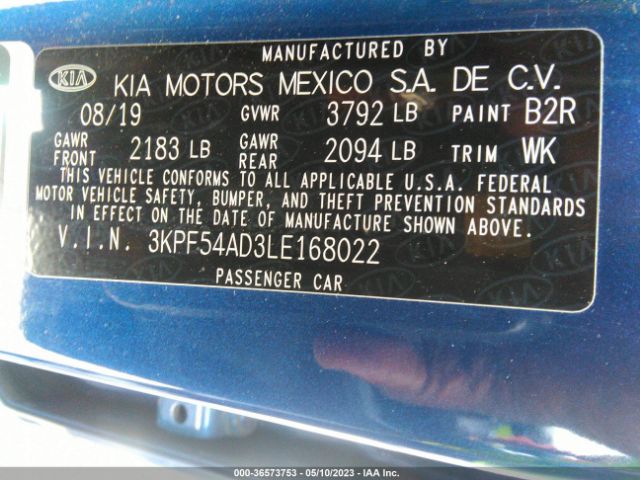 MANUFACTURED BY
KIA KIA MOTORS MEXICO S.A. DE C.V.
08/19 GVWR 3792 LB PAINT B2R
GAWR FRONT 2183 LB GAWR REAR 2094 LB TRIM WK
THIS VEHICLE CONFORMS TO ALL APPLICABLE U.S.A. FEDERAL
MOTOR VEHICLE SAFETY, BUMPER, AND THEFT PREVENTION STANDARDS
IN EFFECT ON THE DATE OF MANUFACTURE SHOWN ABOVE.
V.I.N. 3KPF54AD3LE168022
PASSENGER CAR
000-36573753 - 05/10/2023 - IAA Inc.